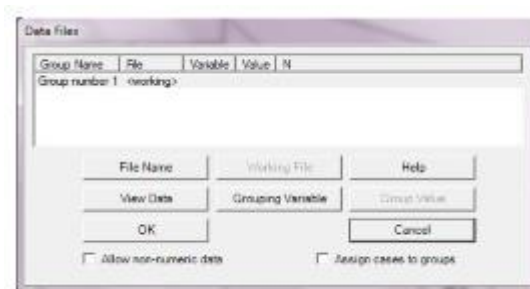 Data Files
Group Name File Variable Value N
Group number 1 <working>
File Name Working File Help
View Data Grouping Variable Group Value
OK Cancel
Allow non-numeric data Assign cases to groups